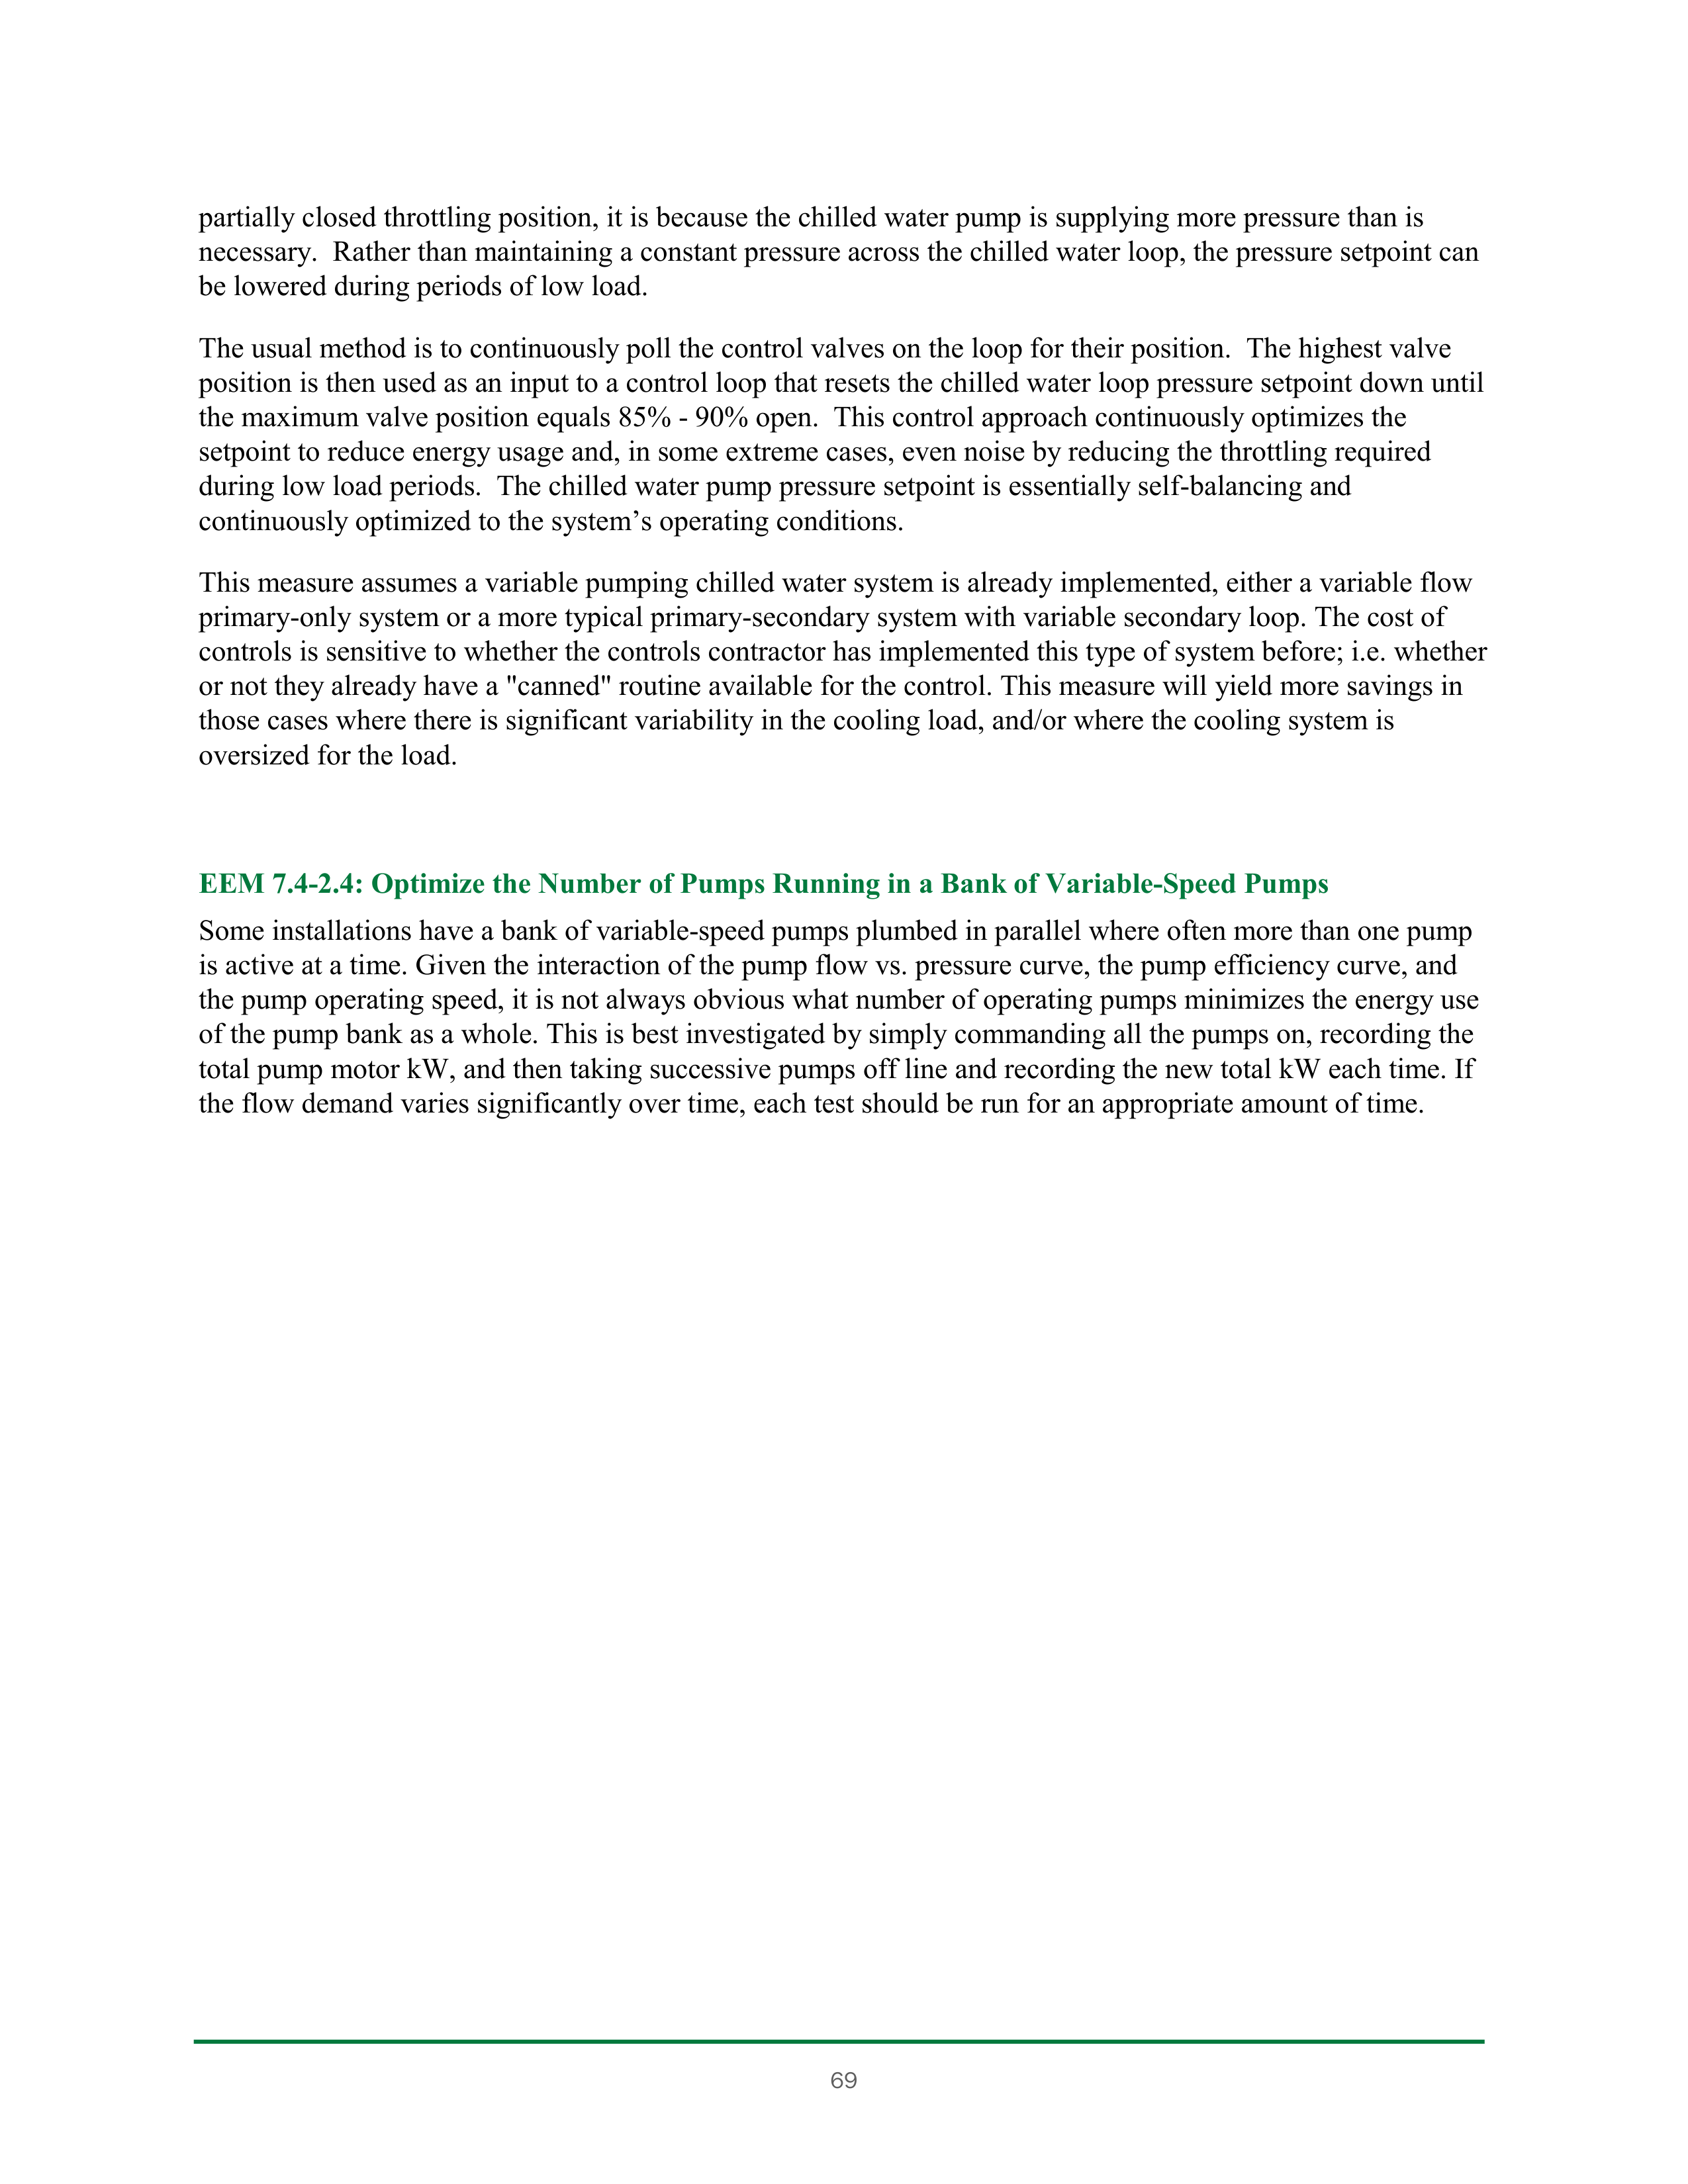 partially closed throttling position, it is because the chilled water pump is supplying more pressure than is
necessary.  Rather than maintaining a constant pressure across the chilled water loop, the pressure setpoint can
be lowered during periods of low load.
The usual method is to continuously poll the control valves on the loop for their position.  The highest valve
position is then used as an input to a control loop that resets the chilled water loop pressure setpoint down until
the maximum valve position equals 85% - 90% open.  This control approach continuously optimizes the
setpoint to reduce energy usage and, in some extreme cases, even noise by reducing the throttling required
during low load periods.  The chilled water pump pressure setpoint is essentially self-balancing and
continuously optimized to the system’s operating conditions.
This measure assumes a variable pumping chilled water system is already implemented, either a variable flow
primary-only system or a more typical primary-secondary system with variable secondary loop. The cost of
controls is sensitive to whether the controls contractor has implemented this type of system before; i.e. whether
or not they already have a "canned" routine available for the control. This measure will yield more savings in
those cases where there is significant variability in the cooling load, and/or where the cooling system is
oversized for the load.
EEM 7.4-2.4: Optimize the Number of Pumps Running in a Bank of Variable-Speed Pumps
Some installations have a bank of variable-speed pumps plumbed in parallel where often more than one pump
is active at a time. Given the interaction of the pump flow vs. pressure curve, the pump efficiency curve, and
the pump operating speed, it is not always obvious what number of operating pumps minimizes the energy use
of the pump bank as a whole. This is best investigated by simply commanding all the pumps on, recording the
total pump motor kW, and then taking successive pumps off line and recording the new total kW each time. If
the flow demand varies significantly over time, each test should be run for an appropriate amount of time.
69